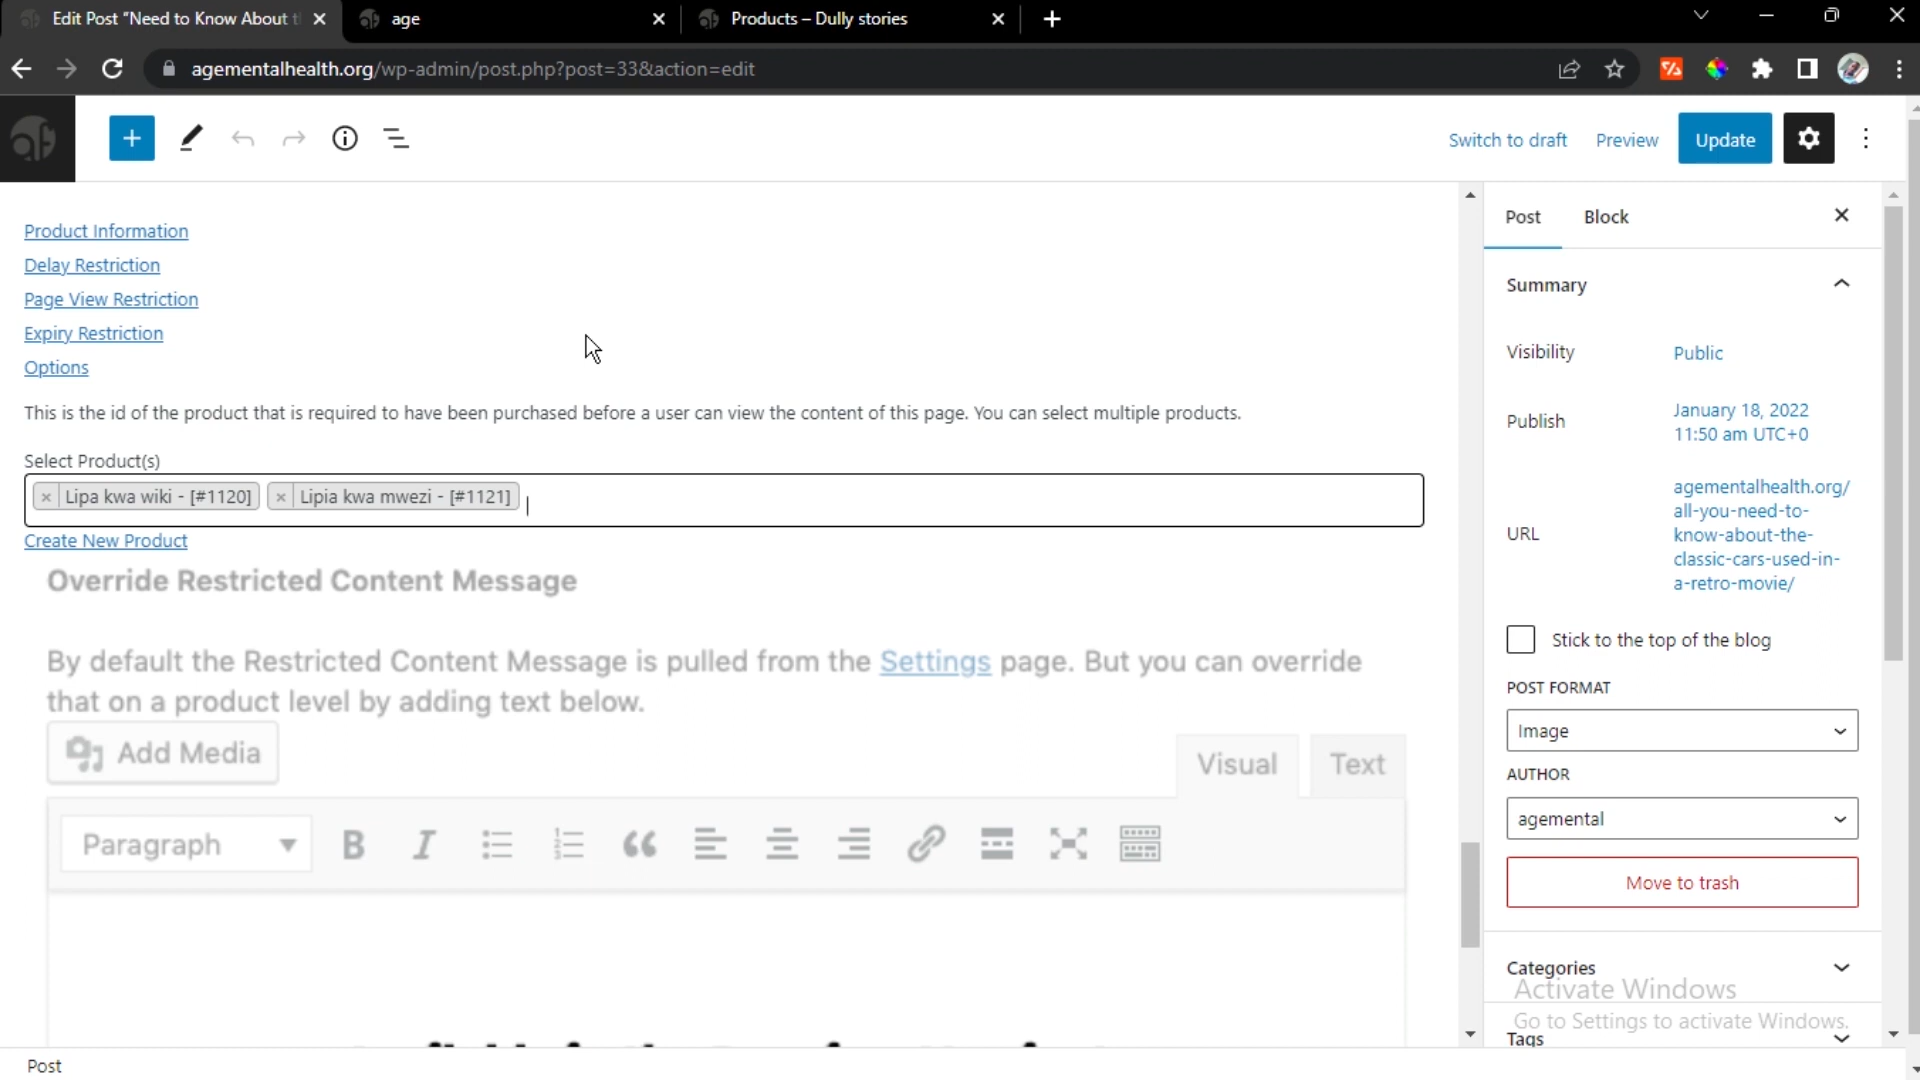 Edit Post "Need to Know About t
age
Products – Dully stories
agementalhealth.org/wp-admin/post.php?post=33&action=edit
Switch to draft
Preview
Update
Product Information
Delay Restriction
Page View Restriction
Expiry Restriction
Options
This is the id of the product that is required to have been purchased before a user can view the content of this page. You can select multiple products.
Select Product(s)
× Lipa kwa wiki - [#1120] × Lipia kwa mwezi - [#1121]
Create New Product
Override Restricted Content Message
By default the Restricted Content Message is pulled from the Settings page. But you can override
that on a product level by adding text below.
Add Media
Visual
Text
Paragraph
Post
Block
Summary
Visibility
Public
Publish
January 18, 2022
11:50 am UTC+0
URL
agementalhealth.org/
all-you-need-to-
know-about-the-
classic-cars-used-in-
a-retro-movie/
Stick to the top of the blog
POST FORMAT
Image
AUTHOR
agemental
Move to trash
Categories
Activate Windows
Go to Settings to activate Windows.
Tags
Post